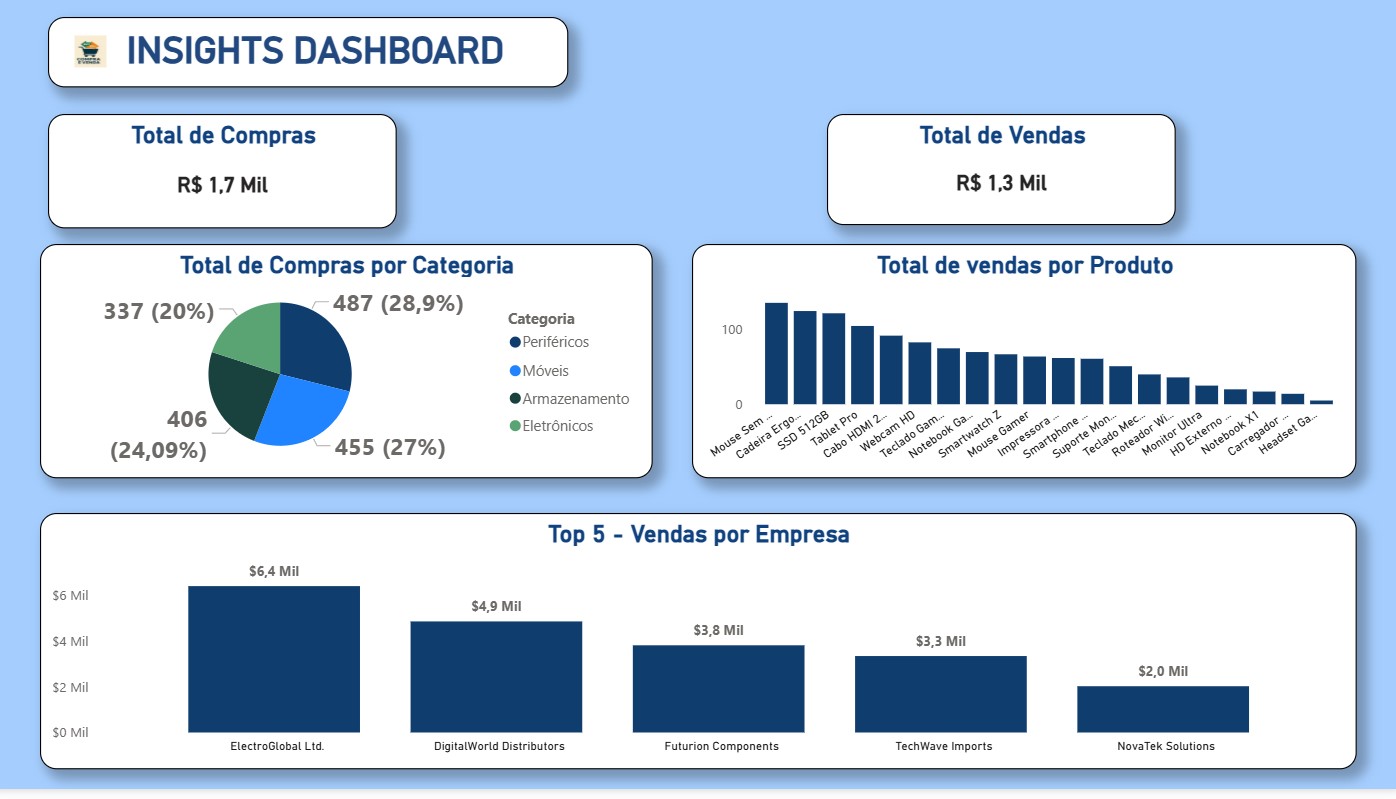 COMPRA
E VENDA
INSIGHTS DASHBOARD
Total de Compras
R$ 1,7 Mil
Total de Vendas
R$ 1,3 Mil
Total de Compras por Categoria
337 (20%)
487 (28,9%)
406
(24,09%)
455 (27%)
Categoria
Periféricos
Móveis
Armazenamento
Eletrônicos
Total de vendas por Produto
100
0
Mouse Sem ...
Cadeira Ergo...
SSD 512GB
Tablet Pro
Cabo HDMI 2...
Webcam HD
Teclado Gam...
Notebook Ga...
Smartwatch Z
Mouse Gamer
Impressora ...
Smartphone ...
Suporte Mon...
Teclado Mec...
Roteador Wi...
Monitor Ultra
HD Externo ...
Notebook X1
Carregador ...
Headset Ga...
Top 5 - Vendas por Empresa
$6 Mil
$4 Mil
$2 Mil
$0 Mil
$6,4 Mil
$4,9 Mil
$3,8 Mil
$3,3 Mil
$2,0 Mil
ElectroGlobal Ltd.
DigitalWorld Distributors
Futurion Components
TechWave Imports
NovaTek Solutions